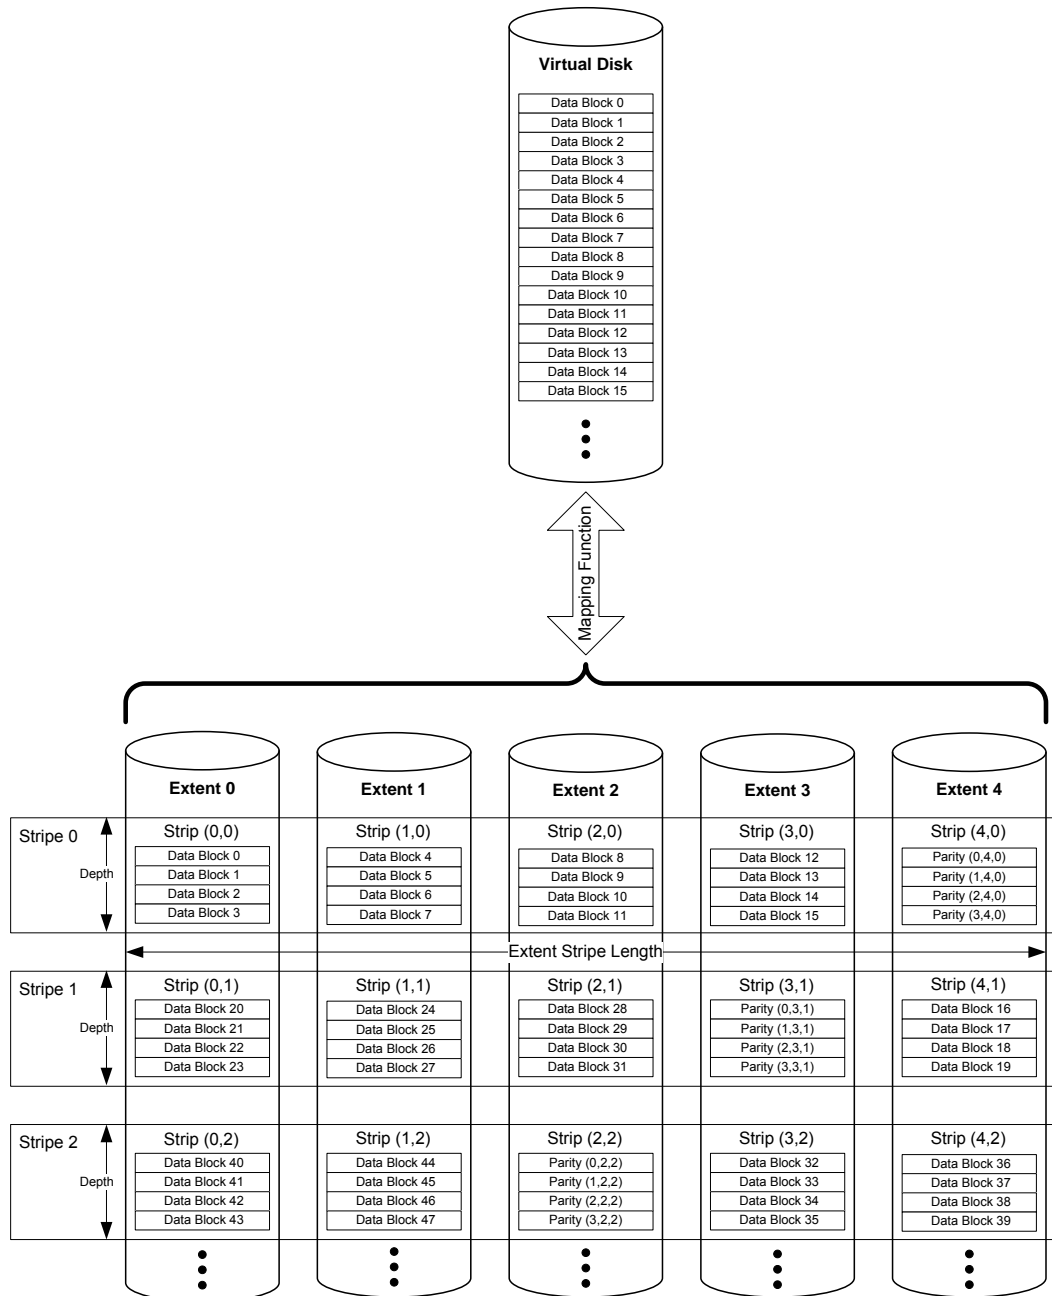 Virtual Disk
Data Block 0
Data Block 1
Data Block 2
Data Block 3
Data Block 4
Data Block 5
Data Block 6
Data Block 7
Data Block 8
Data Block 9
Data Block 10
Data Block 11
Data Block 12
Data Block 13
Data Block 14
Data Block 15
Mapping Function
Extent 0
Extent 1
Extent 2
Extent 3
Extent 4
Stripe 0
Depth
Strip (0,0)
Data Block 0
Data Block 1
Data Block 2
Data Block 3
Strip (1,0)
Data Block 4
Data Block 5
Data Block 6
Data Block 7
Strip (2,0)
Data Block 8
Data Block 9
Data Block 10
Data Block 11
Strip (3,0)
Data Block 12
Data Block 13
Data Block 14
Data Block 15
Strip (4,0)
Parity (0,4,0)
Parity (1,4,0)
Parity (2,4,0)
Parity (3,4,0)
Extent Stripe Length
Stripe 1
Depth
Strip (0,1)
Data Block 20
Data Block 21
Data Block 22
Data Block 23
Strip (1,1)
Data Block 24
Data Block 25
Data Block 26
Data Block 27
Strip (2,1)
Data Block 28
Data Block 29
Data Block 30
Data Block 31
Strip (3,1)
Parity (0,3,1)
Parity (1,3,1)
Parity (2,3,1)
Parity (3,3,1)
Strip (4,1)
Data Block 16
Data Block 17
Data Block 18
Data Block 19
Stripe 2
Depth
Strip (0,2)
Data Block 40
Data Block 41
Data Block 42
Data Block 43
Strip (1,2)
Data Block 44
Data Block 45
Data Block 46
Data Block 47
Strip (2,2)
Parity (0,2,2)
Parity (1,2,2)
Parity (2,2,2)
Parity (3,2,2)
Strip (3,2)
Data Block 32
Data Block 33
Data Block 34
Data Block 35
Strip (4,2)
Data Block 36
Data Block 37
Data Block 38
Data Block 39